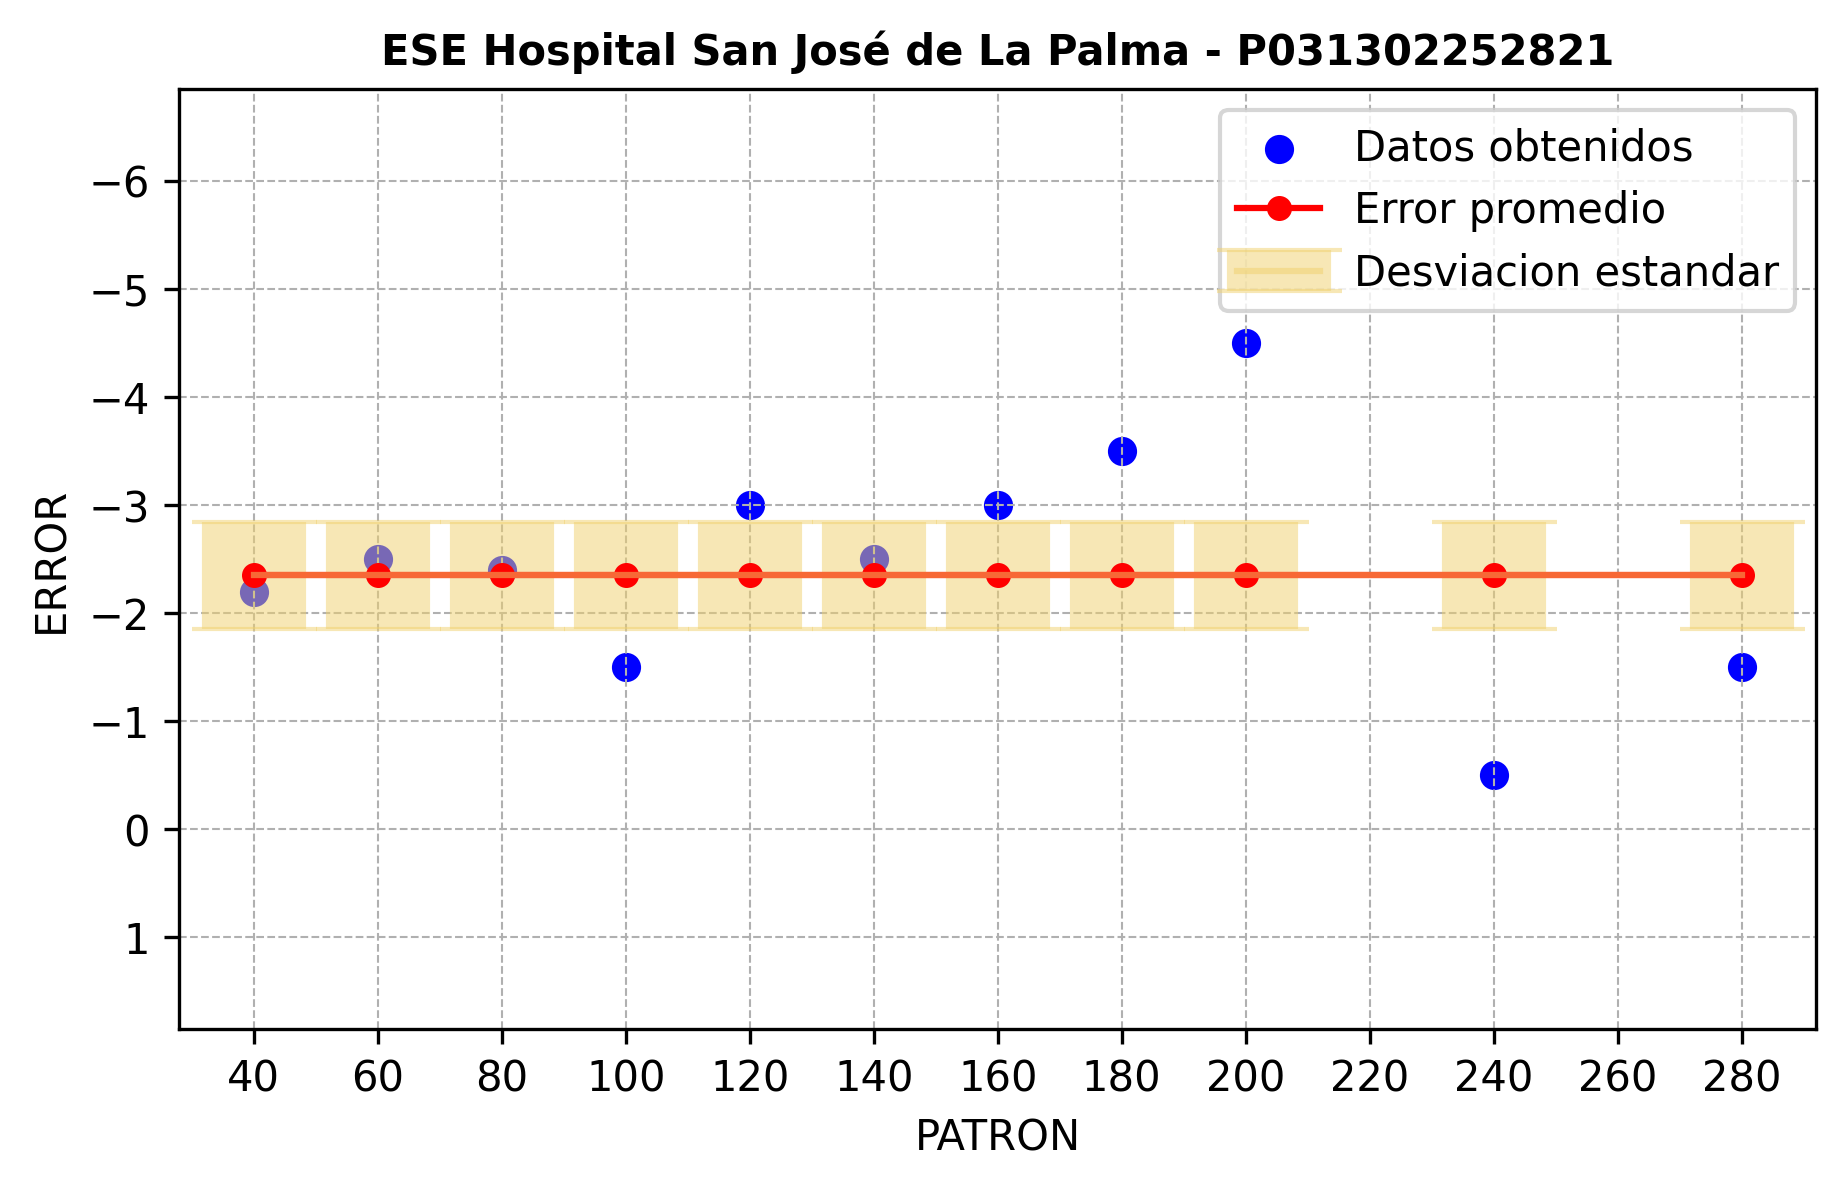 ESE Hospital San José de La Palma - P031302252821
Datos obtenidos
Error promedio
Desviacion estandar
ERROR
−6
−5
−4
−3
−2
−1
0
1
40 60 80 100 120 140 160 180 200 220 240 260 280
PATRON